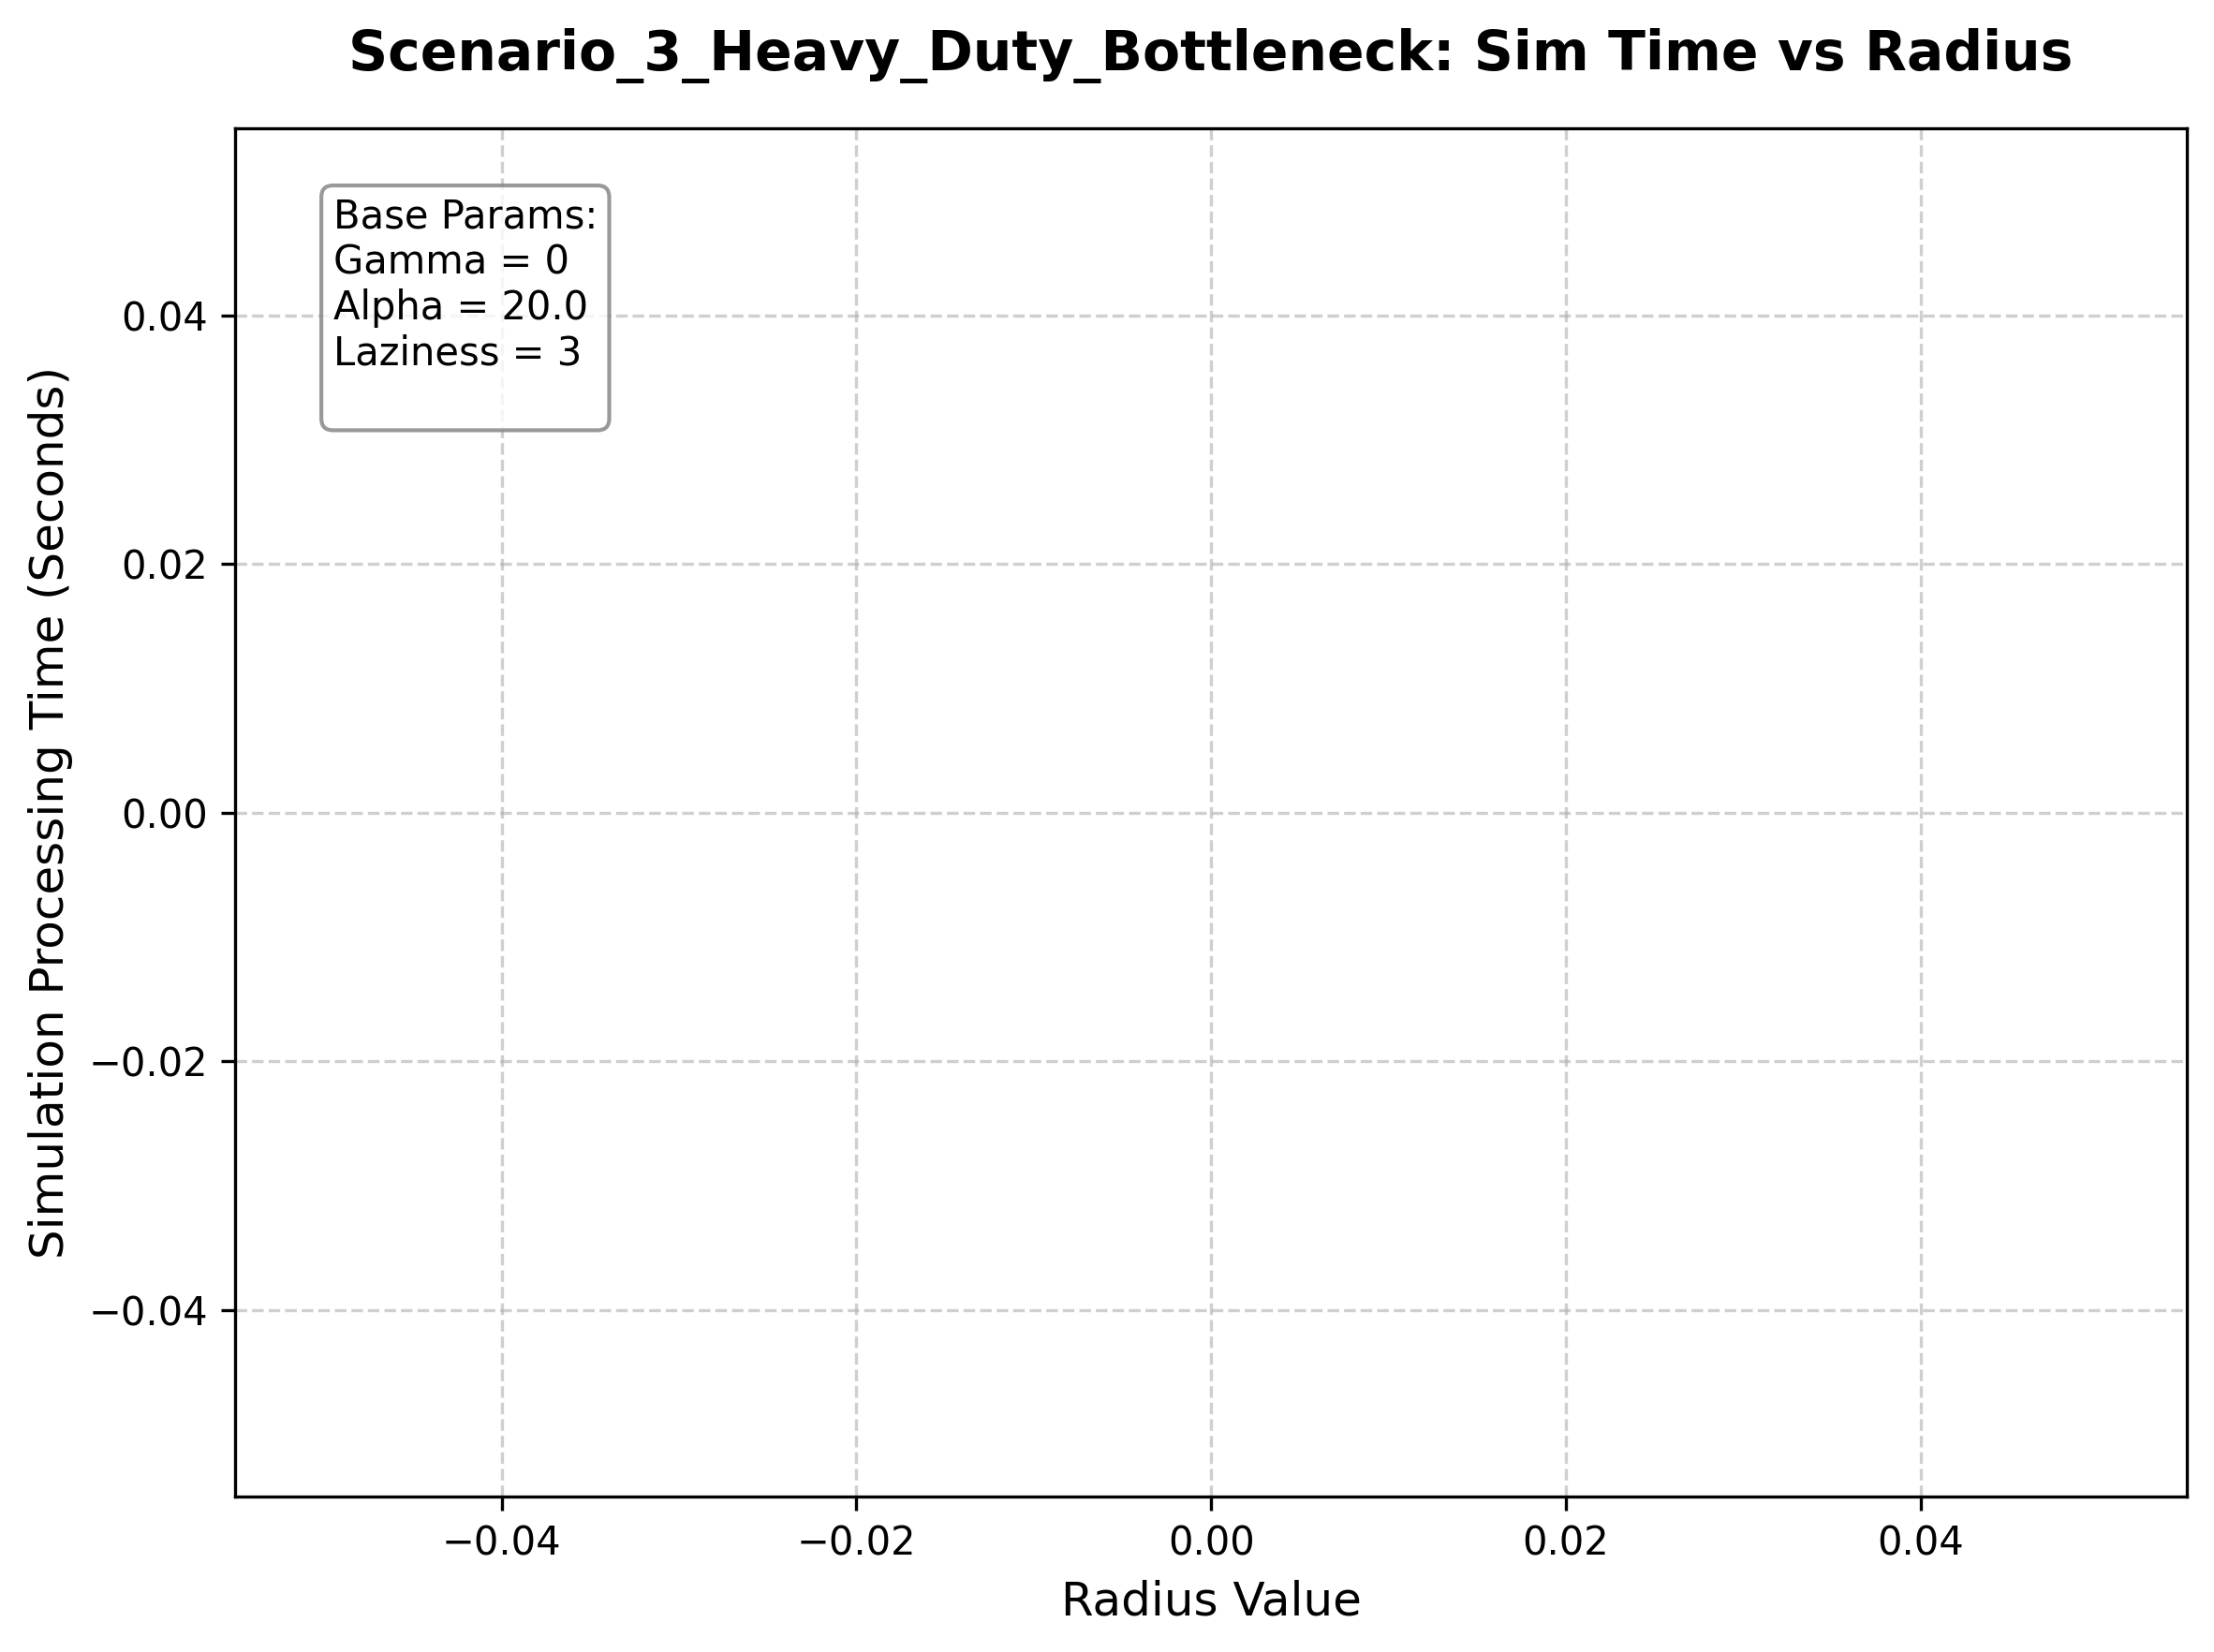 Scenario_3_Heavy_Duty_Bottleneck: Sim Time vs Radius
Base Params:
Gamma = 0
Alpha = 20.0
Laziness = 3
0.04
0.02
0.00
−0.02
−0.04
Simulation Processing Time (Seconds)
−0.04
−0.02
0.00
0.02
0.04
Radius Value